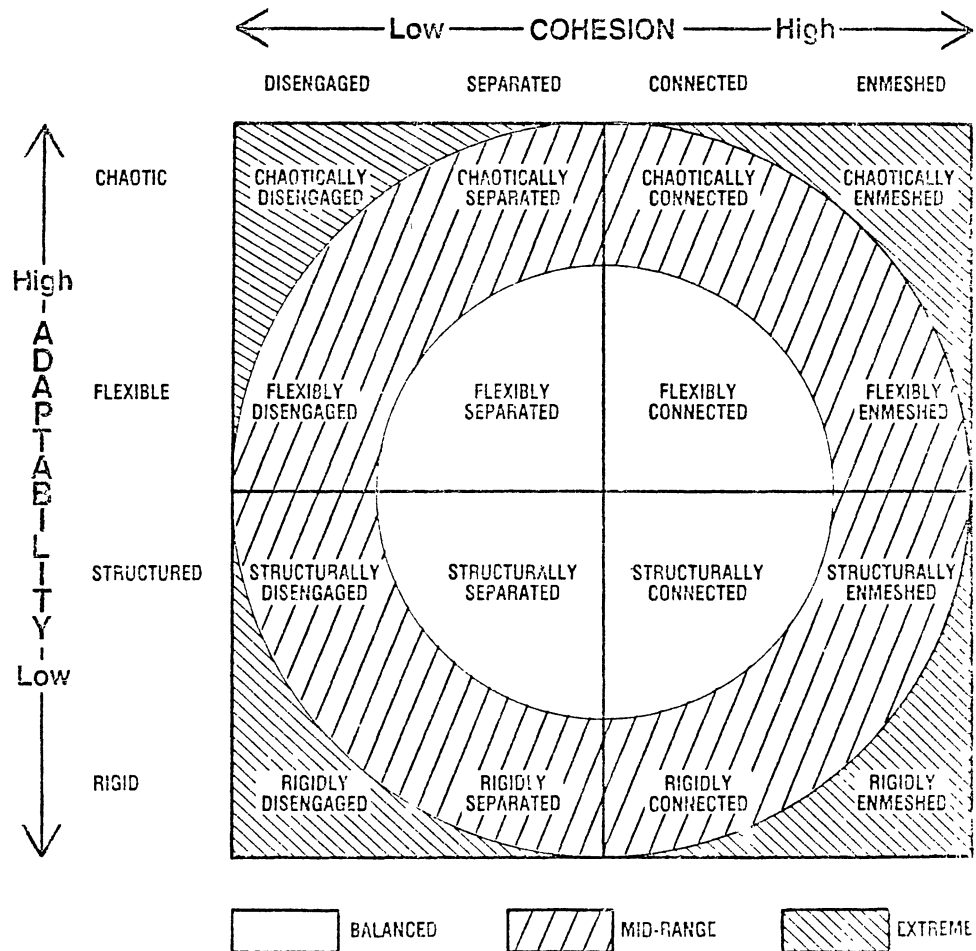 Low COHESION High
DISENGAGED SEPARATED CONNECTED ENMESHED
CHAOTIC
CHAOTICALLY DISENGAGED
CHAOTICALLY SEPARATED
CHAOTICALLY CONNECTED
CHAOTICALLY ENMESHED
High
ADAPTABILITY
Low
FLEXIBLE
FLEXIBLY DISENGAGED
FLEXIBLY SEPARATED
FLEXIBLY CONNECTED
FLEXIBLY ENMESHED
STRUCTURED
STRUCTURALLY DISENGAGED
STRUCTURALLY SEPARATED
STRUCTURALLY CONNECTED
STRUCTURALLY ENMESHED
RIGID
RIGIDLY DISENGAGED
RIGIDLY SEPARATED
RIGIDLY CONNECTED
RIGIDLY ENMESHED
BALANCED MID-RANGE EXTREME